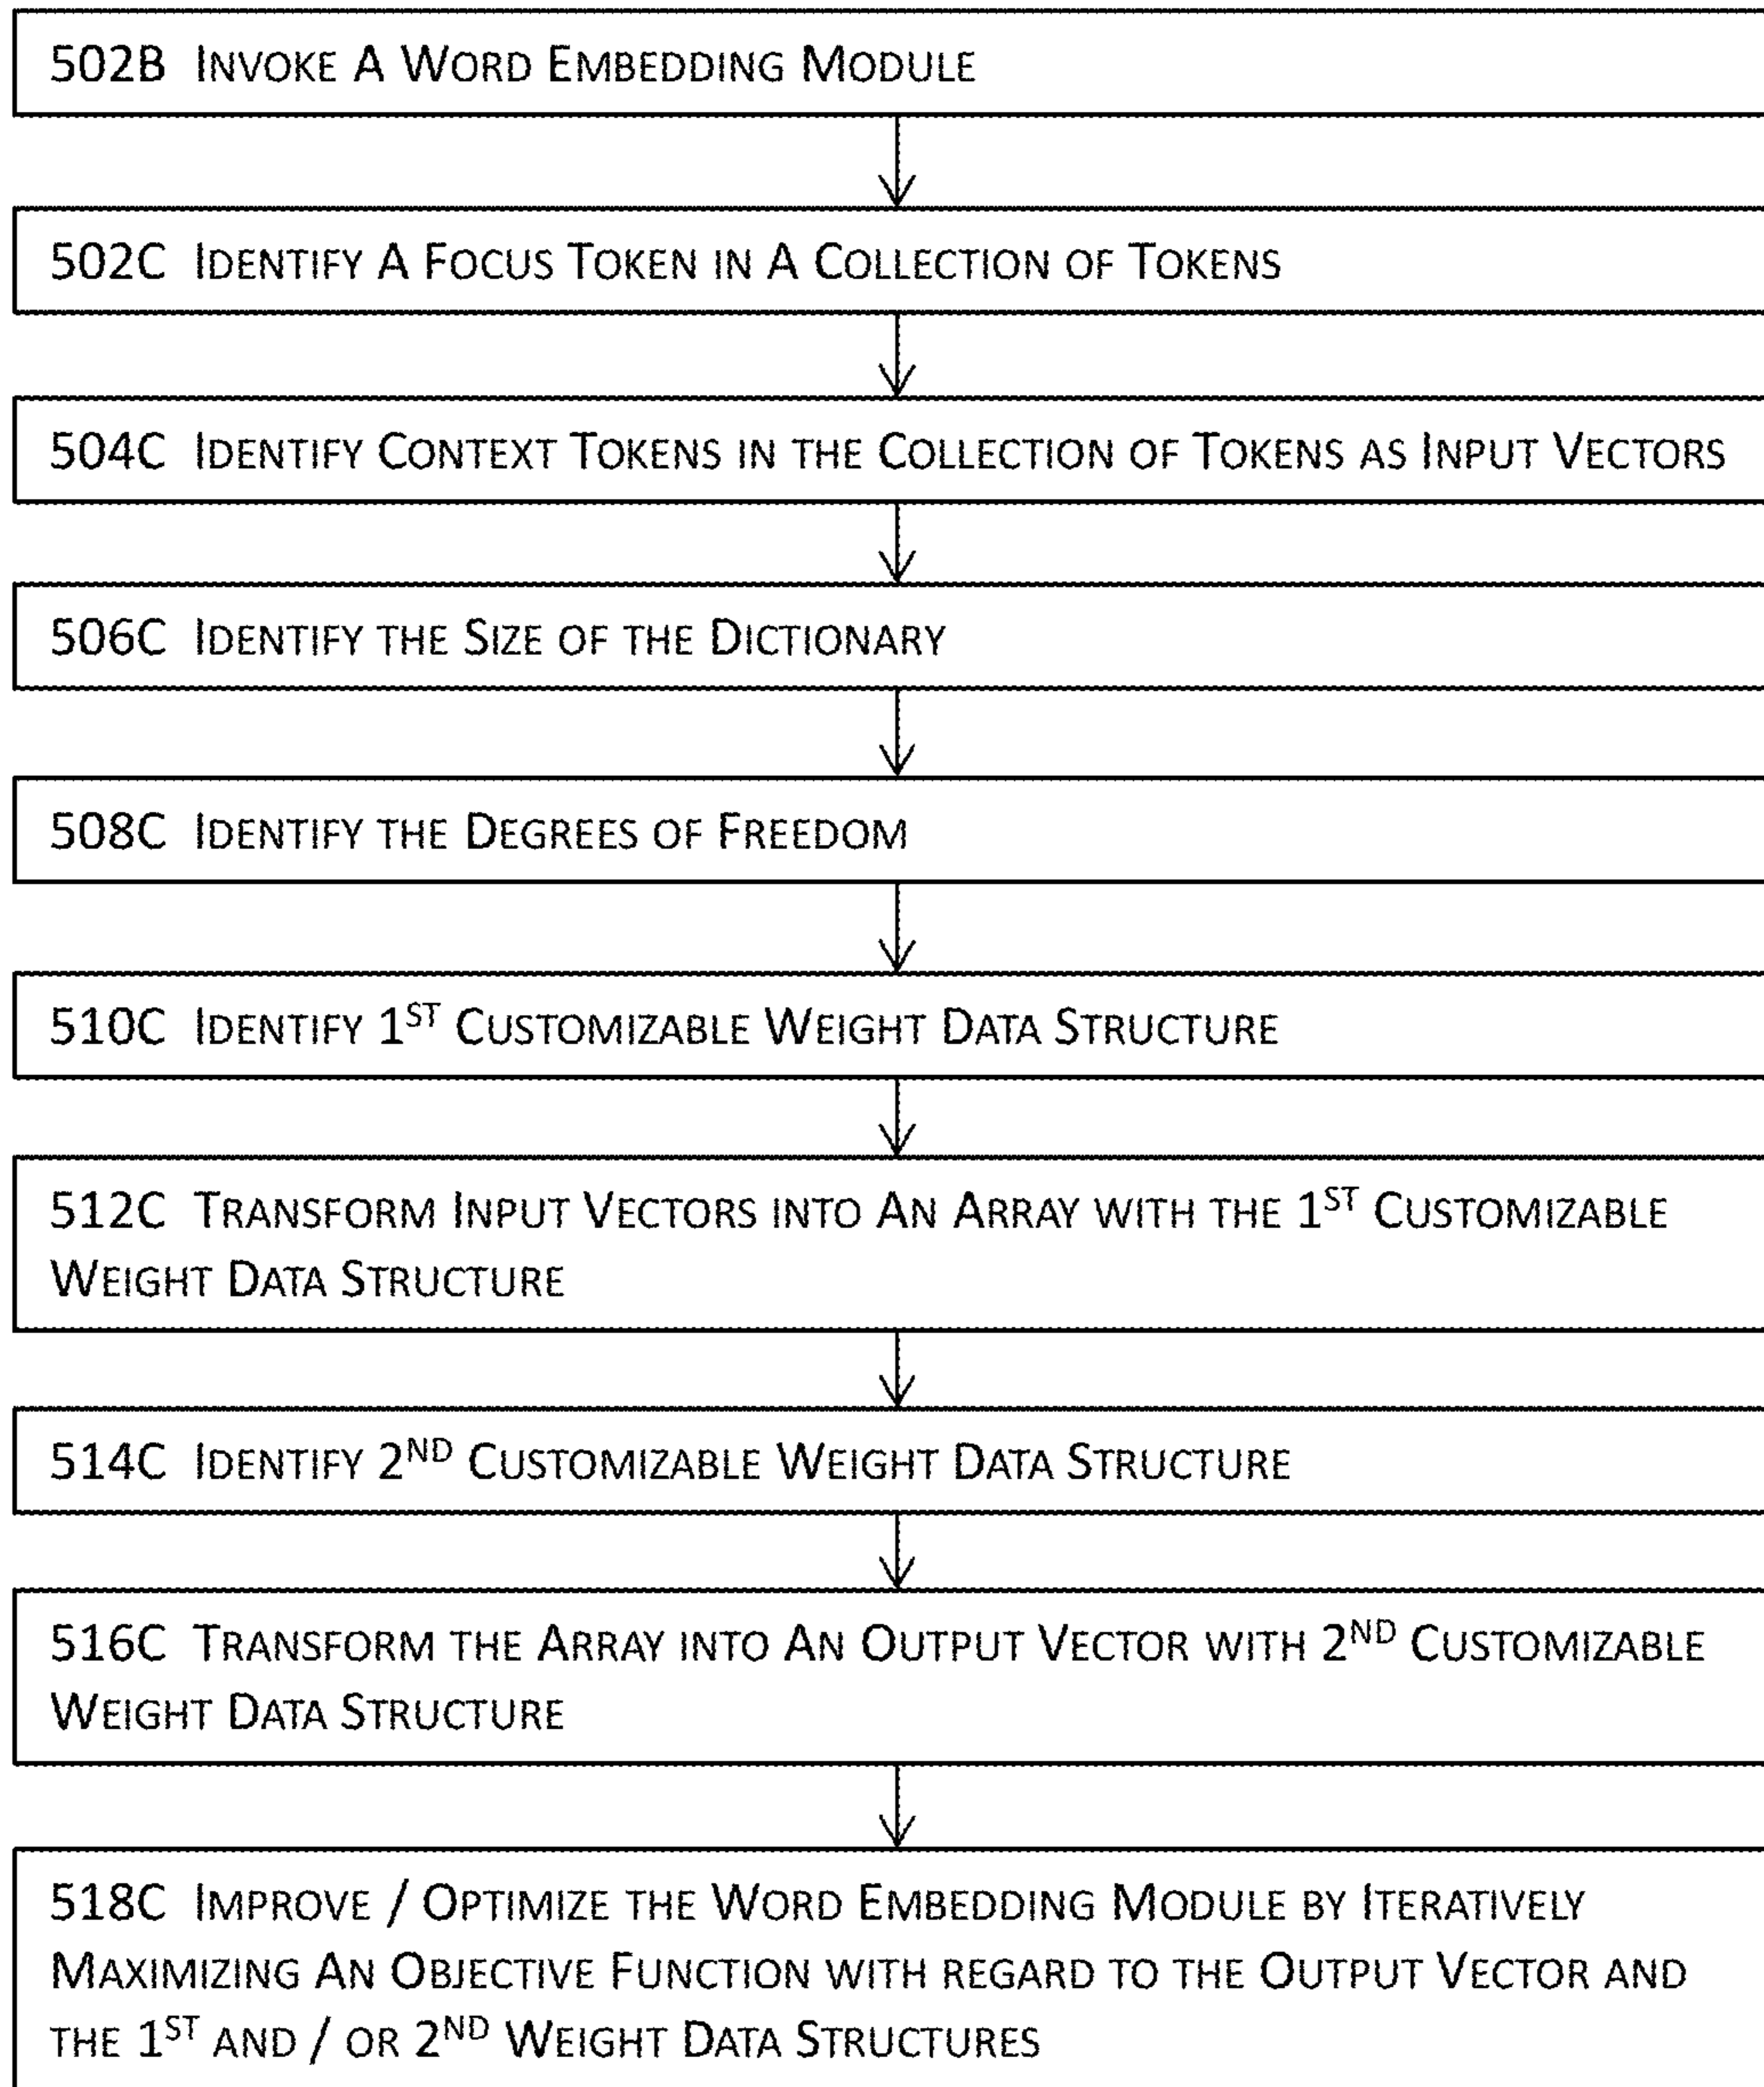 502B INVOKE A WORD EMBEDDING MODULE
502C IDENTIFY A FOCUS TOKEN IN A COLLECTION OF TOKENS
504C IDENTIFY CONTEXT TOKENS IN THE COLLECTION OF TOKENS AS INPUT VECTORS
506C IDENTIFY THE SIZE OF THE DICTIONARY
508C IDENTIFY THE DEGREES OF FREEDOM
510C IDENTIFY 1ST CUSTOMIZABLE WEIGHT DATA STRUCTURE
512C TRANSFORM INPUT VECTORS INTO AN ARRAY WITH THE 1ST CUSTOMIZABLE
WEIGHT DATA STRUCTURE
514C IDENTIFY 2ND CUSTOMIZABLE WEIGHT DATA STRUCTURE
516C TRANSFORM THE ARRAY INTO AN OUTPUT VECTOR WITH 2ND CUSTOMIZABLE
WEIGHT DATA STRUCTURE
518C IMPROVE / OPTIMIZE THE WORD EMBEDDING MODULE BY ITERATIVELY
MAXIMIZING AN OBJECTIVE FUNCTION WITH REGARD TO THE OUTPUT VECTOR AND
THE 1ST AND / OR 2ND WEIGHT DATA STRUCTURES